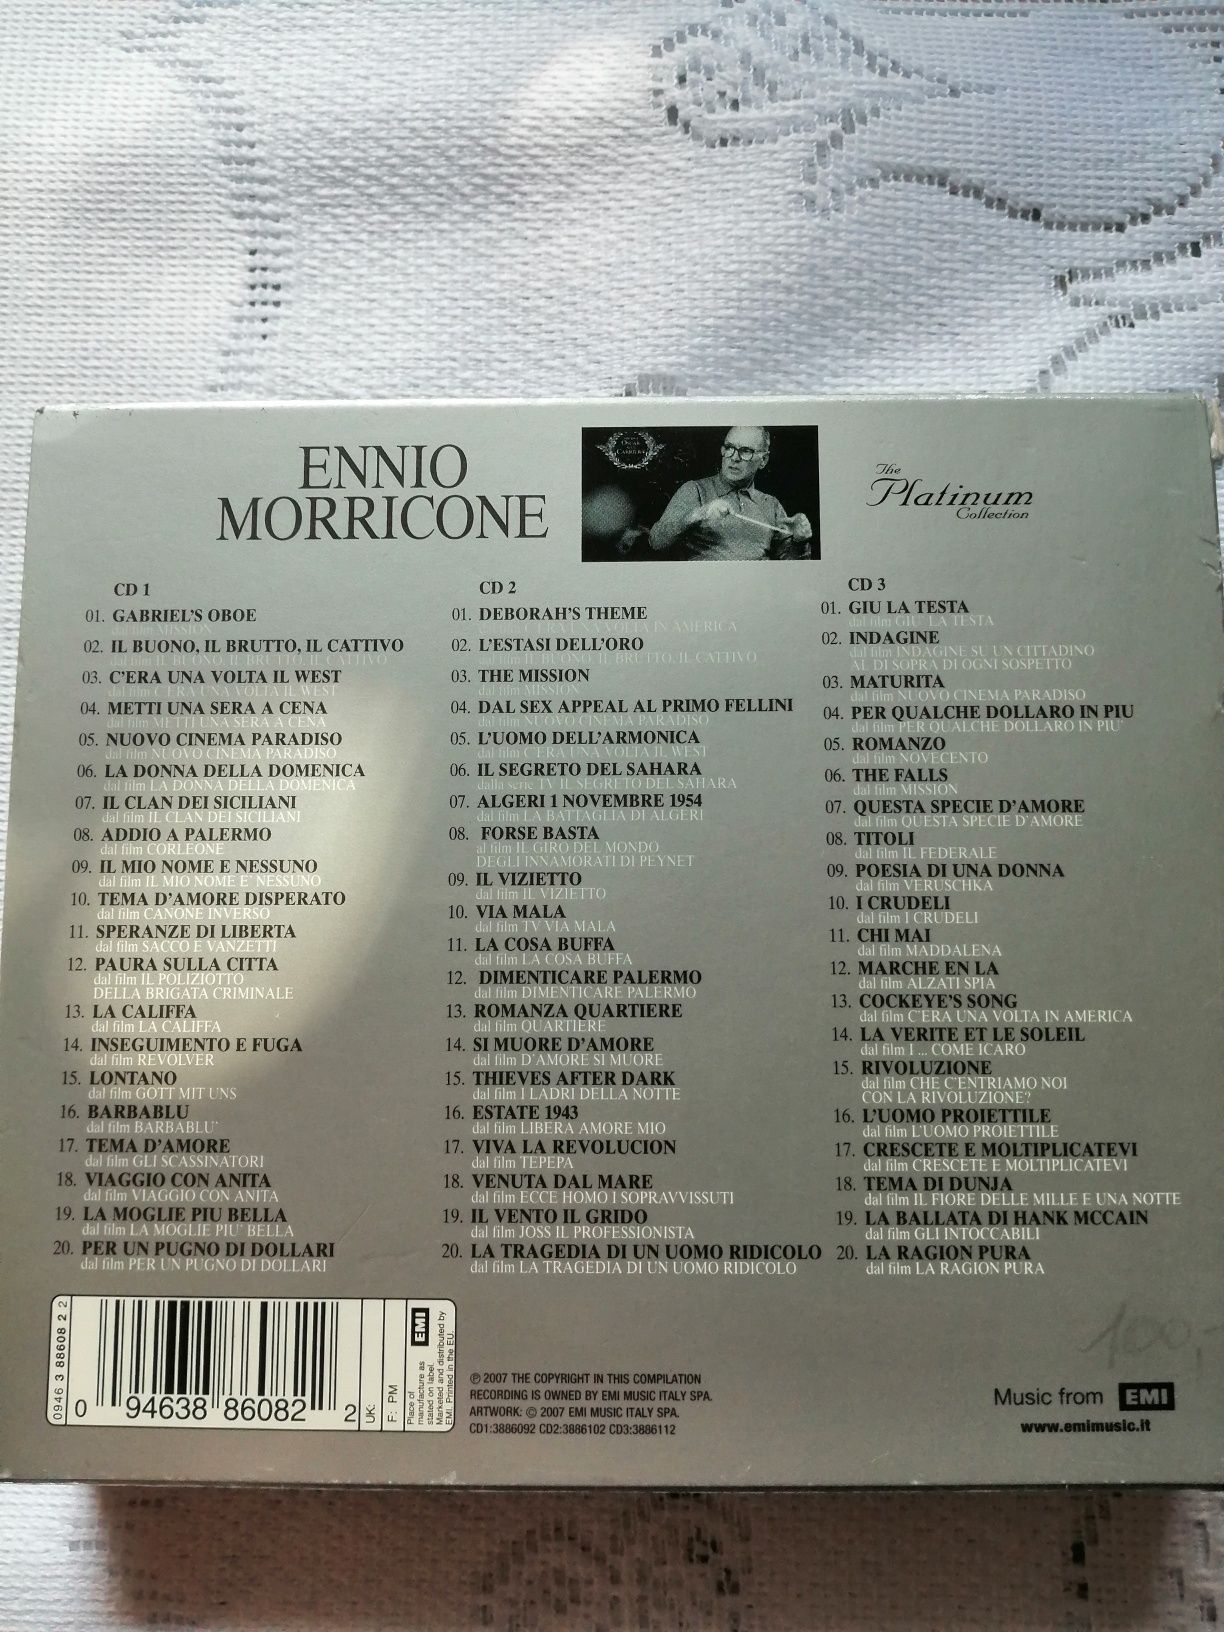 ENNIO
MORRICONE
OSCAR
CARRIERA
The
Platinum
Collection
CD 1
01. GABRIEL'S OBOE
dal film MISSION
02. IL BUONO, IL BRUTTO, IL CATTIVO
dal film IL BUONO, IL BRUTTO, IL CATTIVO
03. C'ERA UNA VOLTA IL WEST
dal film C'ERA UNA VOLTA IL WEST
04. METTI UNA SERA A CENA
dal film METTI UNA SERA A CENA
05. NUOVO CINEMA PARADISO
dal film NUOVO CINEMA PARADISO
06. LA DONNA DELLA DOMENICA
dal film LA DONNA DELLA DOMENICA
07. IL CLAN DEI SICILIANI
dal film IL CLAN DEI SICILIANI
08. ADDIO A PALERMO
dal film CORLEONE
09. IL MIO NOME E NESSUNO
dal film IL MIO NOME E' NESSUNO
10. TEMA D'AMORE DISPERATO
dal film CANONE INVERSO
11. SPERANZE DI LIBERTA
dal film SACCO E VANZETTI
12. PAURA SULLA CITTA
dal film IL POLIZIOTTO
DELLA BRIGATA CRIMINALE
13. LA CALIFFA
dal film LA CALIFFA
14. INSEGUIMENTO E FUGA
dal film REVOLVER
15. LONTANO
dal film GOTT MIT UNS
16. BARBABLU
dal film BARBABLU'
17. TEMA D'AMORE
dal film GLI SCASSINATORI
18. VIAGGIO CON ANITA
dal film VIAGGIO CON ANITA
19. LA MOGLIE PIU BELLA
dal film LA MOGLIE PIU' BELLA
20. PER UN PUGNO DI DOLLARI
dal film PER UN PUGNO DI DOLLARI
CD 2
01. DEBORAH'S THEME
C'ERA UNA VOLTA IN AMERICA
02. L'ESTASI DELL'ORO
dal film IL BUONO, IL BRUTTO, IL CATTIVO
03. THE MISSION
dal film MISSION
04. DAL SEX APPEAL AL PRIMO FELLINI
dal film NUOVO CINEMA PARADISO
05. L'UOMO DELL'ARMONICA
dal film C'ERA UNA VOLTA IL WEST
06. IL SEGRETO DEL SAHARA
dalla serie TV IL SEGRETO DEL SAHARA
07. ALGERI 1 NOVEMBRE 1954
dal film LA BATTAGLIA DI ALGERI
08. FORSE BASTA
al film IL GIRO DEL MONDO
DEGLI INNAMORATI DI PEYNET
09. IL VIZIETTO
dal film IL VIZIETTO
10. VIA MALA
dal film TV VIA MALA
11. LA COSA BUFFA
dal film LA COSA BUFFA
12. DIMENTICARE PALERMO
dal film DIMENTICARE PALERMO
13. ROMANZA QUARTIERE
dal film QUARTIERE
14. SI MUORE D'AMORE
dal film D'AMORE SI MUORE
15. THIEVES AFTER DARK
dal film I LADRI DELLA NOTTE
16. ESTATE 1943
dal film LIBERA AMORE MIO
17. VIVA LA REVOLUCION
dal film TEPEPA
18. VENUTA DAL MARE
dal film ECCE HOMO I SOPRAVVISSUTI
19. IL VENTO IL GRIDO
dal film JOSS IL PROFESSIONISTA
20. LA TRAGEDIA DI UN UOMO RIDICOLO
dal film LA TRAGEDIA DI UN UOMO RIDICOLO
CD 3
01. GIU LA TESTA
dal film GIU' LA TESTA
02. INDAGINE
dal film INDAGINE SU UN CITTADINO
AL DI SOPRA DI OGNI SOSPETTO
03. MATURITA
dal film NUOVO CINEMA PARADISO
04. PER QUALCHE DOLLARO IN PIU
dal film PER QUALCHE DOLLARO IN PIU'
05. ROMANZO
dal film NOVECENTO
06. THE FALLS
dal film MISSION
07. QUESTA SPECIE D'AMORE
dal film QUESTA SPECIE D'AMORE
08. TITOLI
dal film IL FEDERALE
09. POESIA DI UNA DONNA
dal film VERUSCHKA
10. I CRUDELI
dal film I CRUDELI
11. CHI MAI
dal film MADDALENA
12. MARCHE EN LA
dal film ALZATI SPIA
13. COCKEYE'S SONG
dal film C'ERA UNA VOLTA IN AMERICA
14. LA VERITE ET LE SOLEIL
dal film I ... COME ICARO
15. RIVOLUZIONE
dal film CHE C'ENTRIAMO NOI
CON LA RIVOLUZIONE?
16. L'UOMO PROIETTILE
dal film L'UOMO PROIETTILE
17. CRESCETE E MOLTIPLICATEVI
dal film CRESCETE E MOLTIPLICATEVI
18. TEMA DI DUNJA
dal film IL FIORE DELLE MILLE E UNA NOTTE
19. LA BALLATA DI HANK MCCAIN
dal film GLI INTOCCABILI
20. LA RAGION PURA
dal film LA RAGION PURA
0946 3 88608 2 2
0 94638 86082 2
UK:
F: PM
Place of
manufacture as
stated on label.
Marketed and distributed by
EMI. Printed in the EU.
EMI
℗ 2007 THE COPYRIGHT IN THIS COMPILATION
RECORDING IS OWNED BY EMI MUSIC ITALY SPA.
ARTWORK: © 2007 EMI MUSIC ITALY SPA.
CD1:3886092 CD2:3886102 CD3:3886112
100,-
Music from EMI
www.emimusic.it